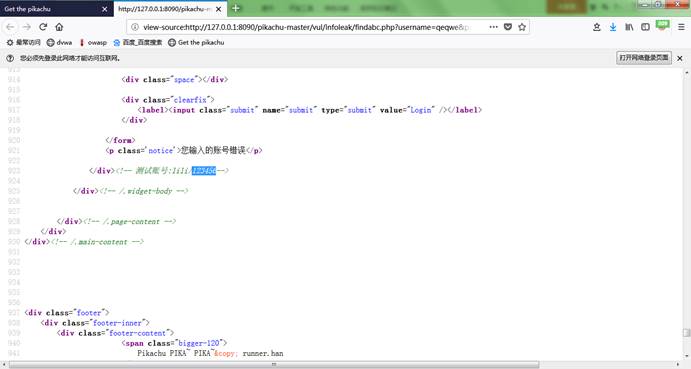 Get the pikachu
http://127.0.0.1:8090/pikachu-m
view-source:http://127.0.0.1:8090/pikachu-master/vul/infoleak/findabc.php?username=qeqwe&p
最常访问 dvwa owasp 百度_百度搜索 Get the pikachu
您必须先登录此网络才能访问互联网。 打开网络登录页面
914 <div class="space"></div>
915
916 <div class="clearfix">
917 <label><input class="submit" name="submit" type="submit" value="Login" /></label>
918 </div>
919
920 </form>
921 <p class='notice'>您输入的账号错误</p>
922
923 </div><!-- 测试账号:lili/123456-->
924
925 </div><!-- /.widget-body -->
926
927
928 </div><!-- /.page-content -->
929 </div>
930 </div><!-- /.main-content -->
931
932
933
934
935
936
937 <div class="footer">
938 <div class="footer-inner">
939 <div class="footer-content">
940 <span class="bigger-120">
941 Pikachu PIKA~ PIKA~&copy; runner.han